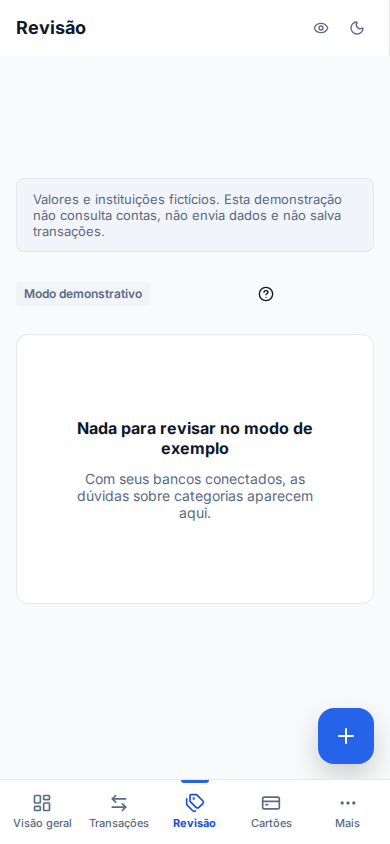 Revisão
Valores e instituições fictícios. Esta demonstração
não consulta contas, não envia dados e não salva
transações.
Modo demonstrativo
Nada para revisar no modo de
exemplo
Com seus bancos conectados, as
dúvidas sobre categorias aparecem
aqui.
Visão geral
Transações
Revisão
Cartões
Mais